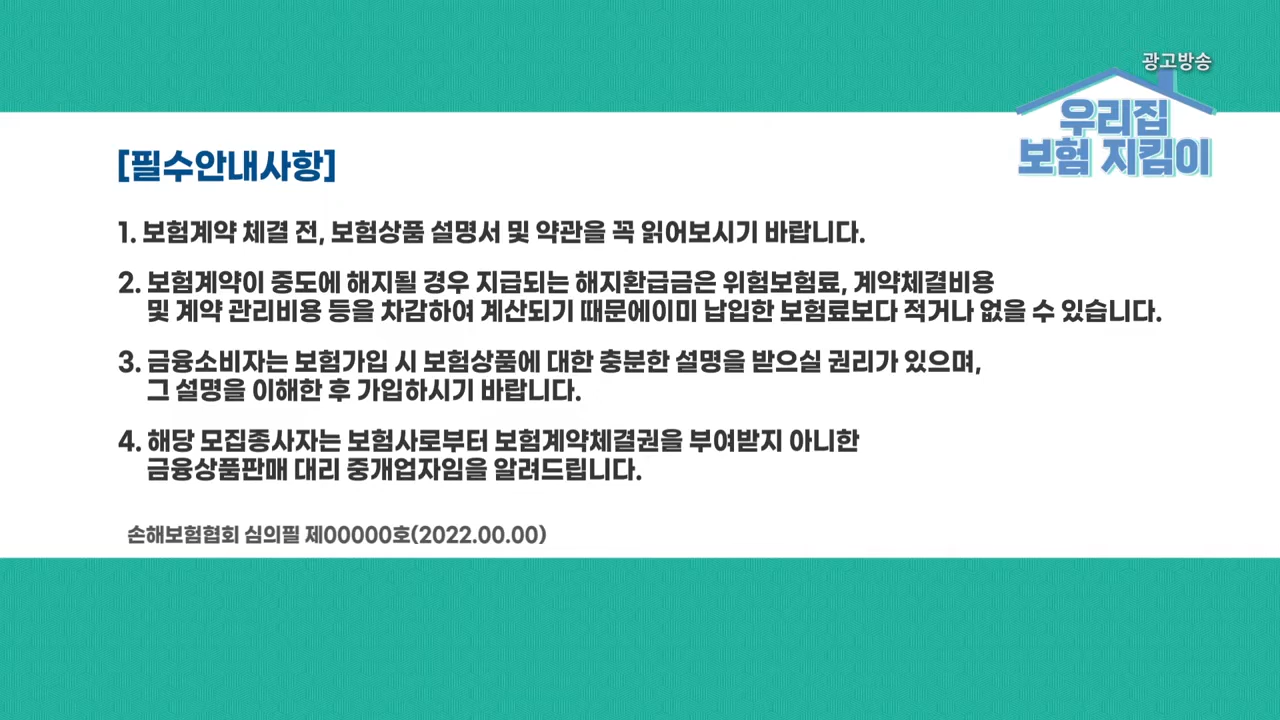 광고방송
우리집
보험 지킴이
[필수안내사항]
1. 보험계약 체결 전, 보험상품 설명서 및 약관을 꼭 읽어보시기 바랍니다.
2. 보험계약이 중도에 해지될 경우 지급되는 해지환급금은 위험보험료, 계약체결비용
및 계약 관리비용 등을 차감하여 계산되기 때문에이미 납입한 보험료보다 적거나 없을 수 있습니다.
3. 금융소비자는 보험가입 시 보험상품에 대한 충분한 설명을 받으실 권리가 있으며,
그 설명을 이해한 후 가입하시기 바랍니다.
4. 해당 모집종사자는 보험사로부터 보험계약체결권을 부여받지 아니한
금융상품판매 대리 중개업자임을 알려드립니다.
손해보험협회 심의필 제00000호(2022.00.00)